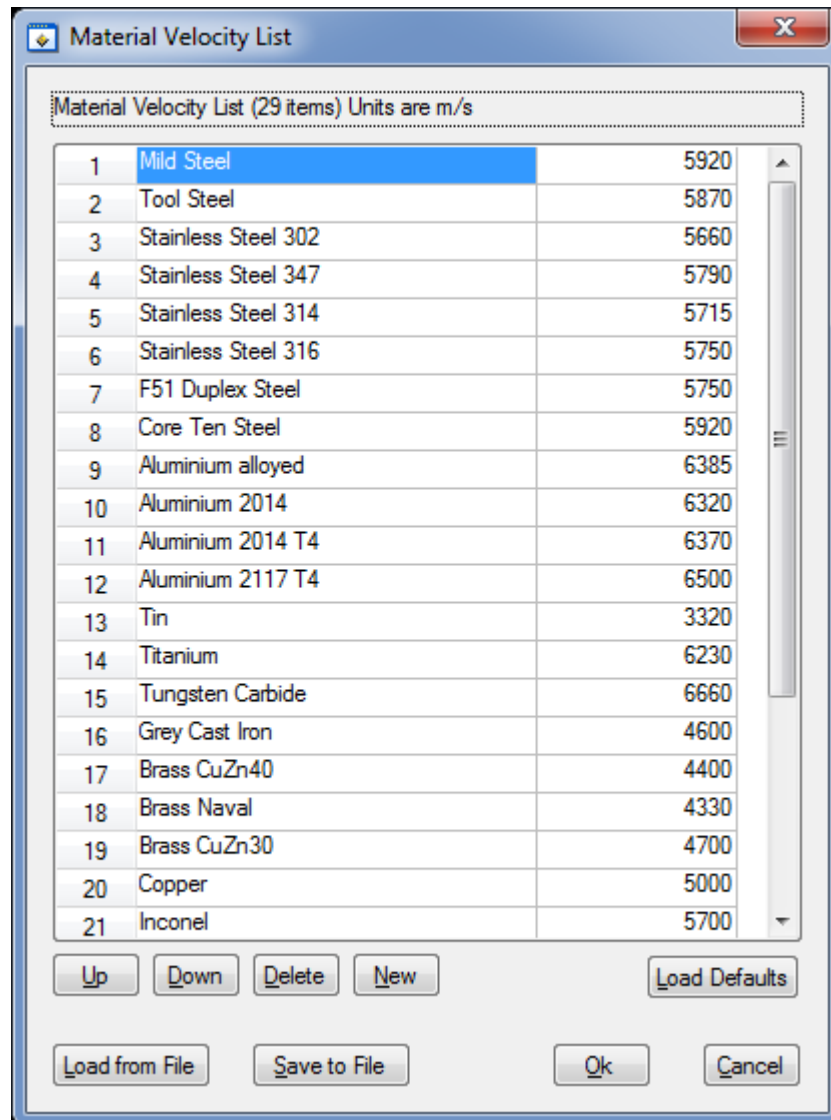 Material Velocity List
Material Velocity List (29 items) Units are m/s
1 Mild Steel 5920
2 Tool Steel 5870
3 Stainless Steel 302 5660
4 Stainless Steel 347 5790
5 Stainless Steel 314 5715
6 Stainless Steel 316 5750
7 F51 Duplex Steel 5750
8 Core Ten Steel 5920
9 Aluminium alloyed 6385
10 Aluminium 2014 6320
11 Aluminium 2014 T4 6370
12 Aluminium 2117 T4 6500
13 Tin 3320
14 Titanium 6230
15 Tungsten Carbide 6660
16 Grey Cast Iron 4600
17 Brass CuZn40 4400
18 Brass Naval 4330
19 Brass CuZn30 4700
20 Copper 5000
21 Inconel 5700
Up Down Delete New Load Defaults
Load from File Save to File Ok Cancel